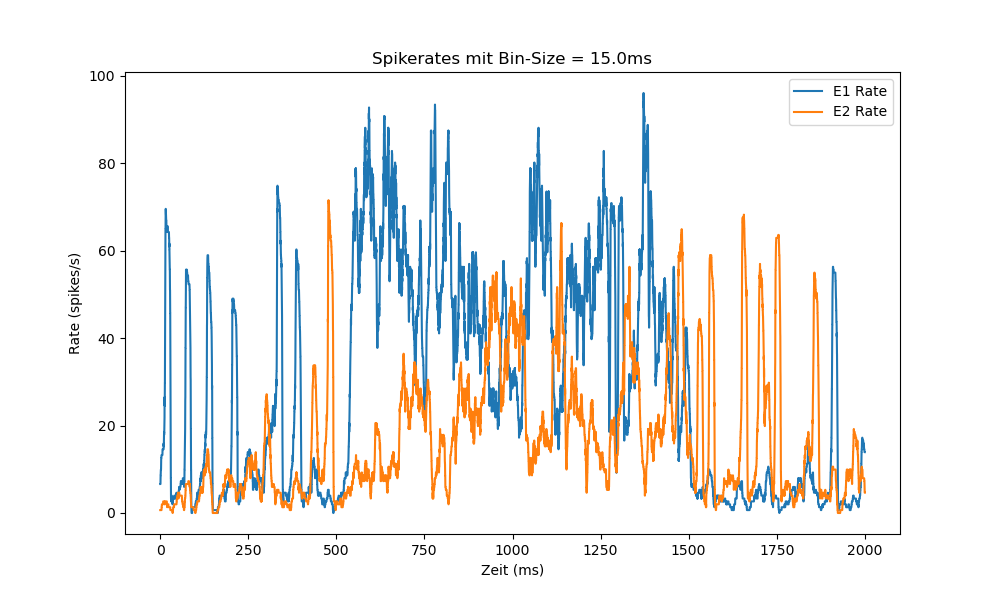 Spikerates mit Bin-Size = 15.0ms
E1 Rate
E2 Rate
Rate (spikes/s)
100
80
60
40
20
0
0 250 500 750 1000 1250 1500 1750 2000
Zeit (ms)